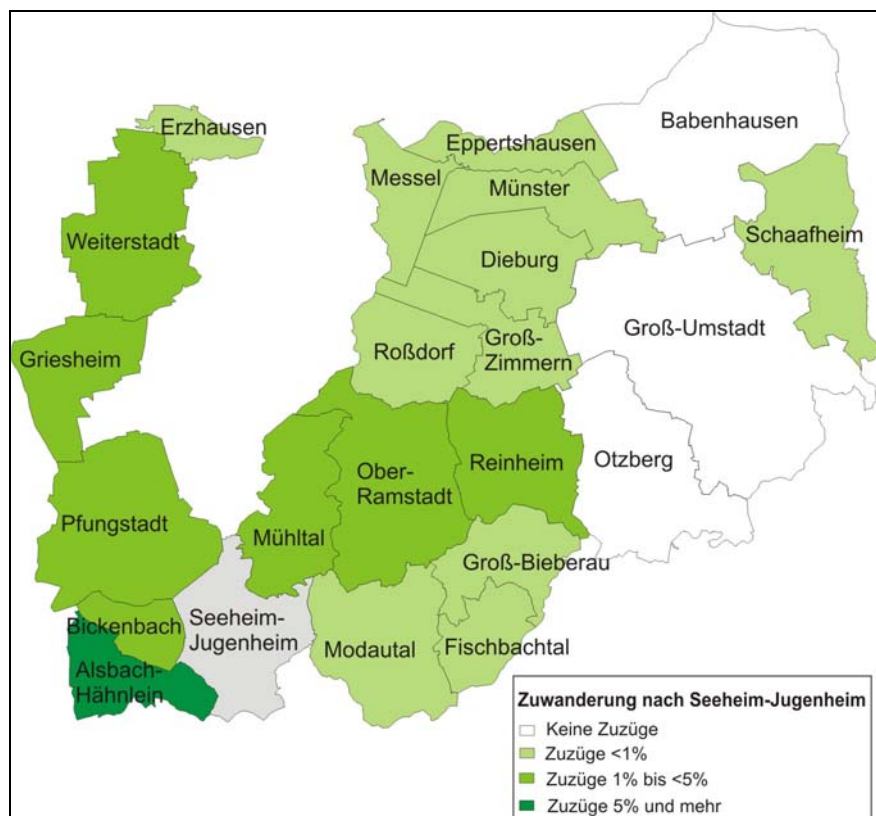 Babenhausen
Erzhausen
Eppertshausen
Messel
Münster
Schaafheim
Weiterstadt
Dieburg
Groß-Umstadt
Groß-
Zimmern
Roßdorf
Griesheim
Ober-
Ramstadt
Reinheim
Otzberg
Pfungstadt
Mühltal
Groß-Bieberau
Seeheim-
Jugenheim
Bickenbach
Modautal
Fischbachtal
Alsbach-
Hähnlein
Zuwanderung nach Seeheim-Jugenheim
Keine Zuzüge
Zuzüge <1%
Zuzüge 1% bis <5%
Zuzüge 5% und mehr